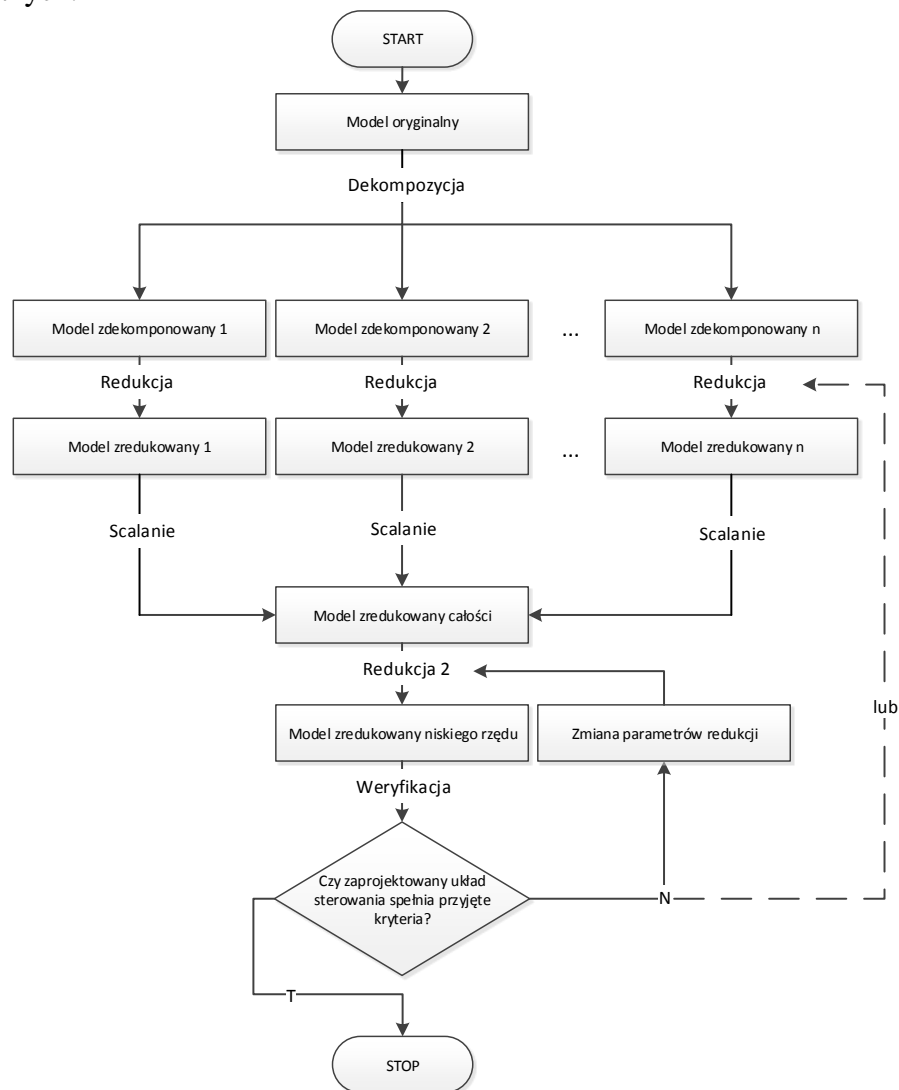 START
Model oryginalny
Dekompozycja
Model zdekomponowany 1
Model zdekomponowany 2
...
Model zdekomponowany n
Redukcja
Redukcja
Redukcja
Model zredukowany 1
Model zredukowany 2
...
Model zredukowany n
Scalanie
Scalanie
Scalanie
Model zredukowany całości
Redukcja 2
lub
Model zredukowany niskiego rzędu
Zmiana parametrów redukcji
Weryfikacja
Czy zaprojektowany układ
sterowania spełnia przyjęte
kryteria?
N
T
STOP